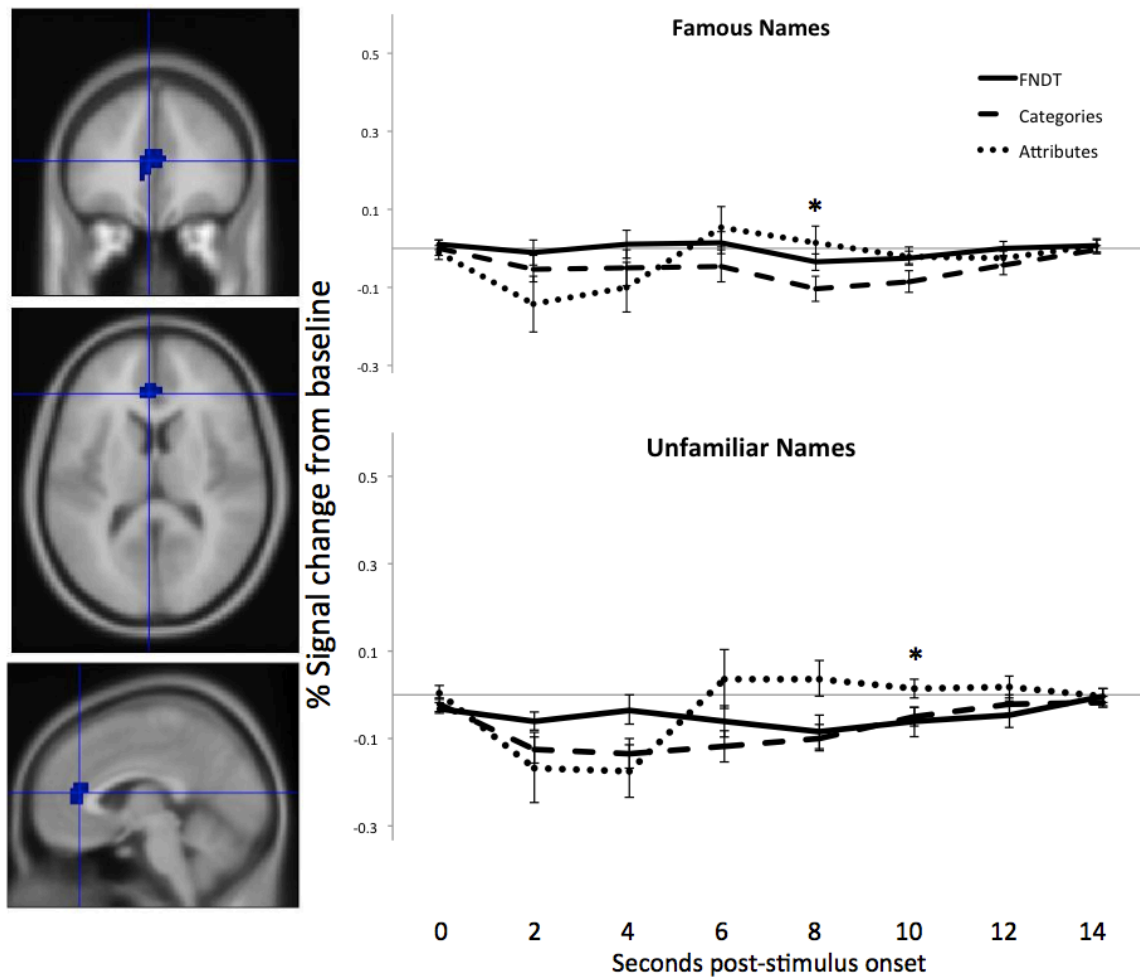 Famous Names
0.5
0.3
0.1
-0.1
-0.3
FNDT
Categories
Attributes
*
% Signal change from baseline
Unfamiliar Names
0.5
0.3
0.1
-0.1
-0.3
*
0 2 4 6 8 10 12 14
Seconds post-stimulus onset